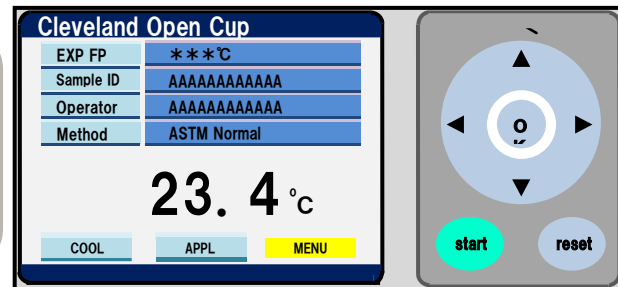 Cleveland Open Cup
EXP FP ***℃
Sample ID AAAAAAAAAAAA
Operator AAAAAAAAAAAA
Method ASTM Normal
23. 4 ℃
COOL APPL MENU
start reset